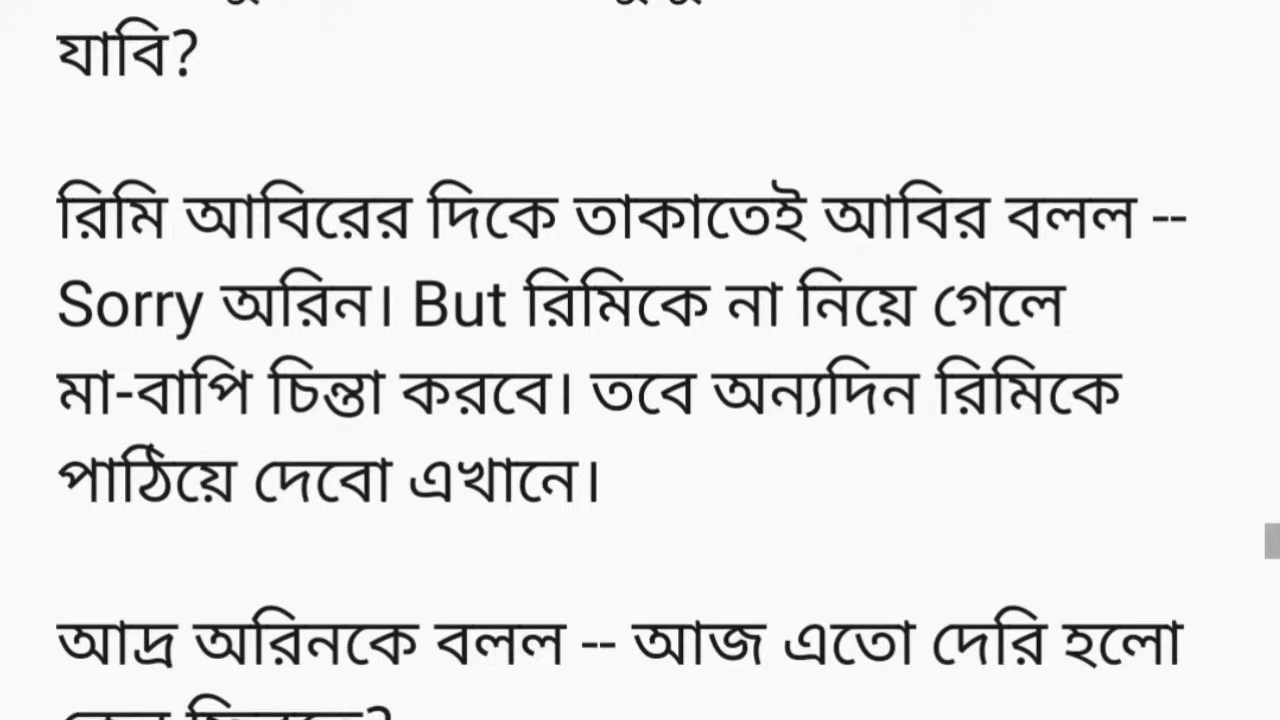 যাবি?
রিমি আবিরের দিকে তাকাতেই আবির বলল --
Sorry অরিন। But রিমিকে না নিয়ে গেলে
মা-বাপি চিন্তা করবে। তবে অন্যদিন রিমিকে
পাঠিয়ে দেবো এখানে।
আদ্র অরিনকে বলল -- আজ এতো দেরি হলো